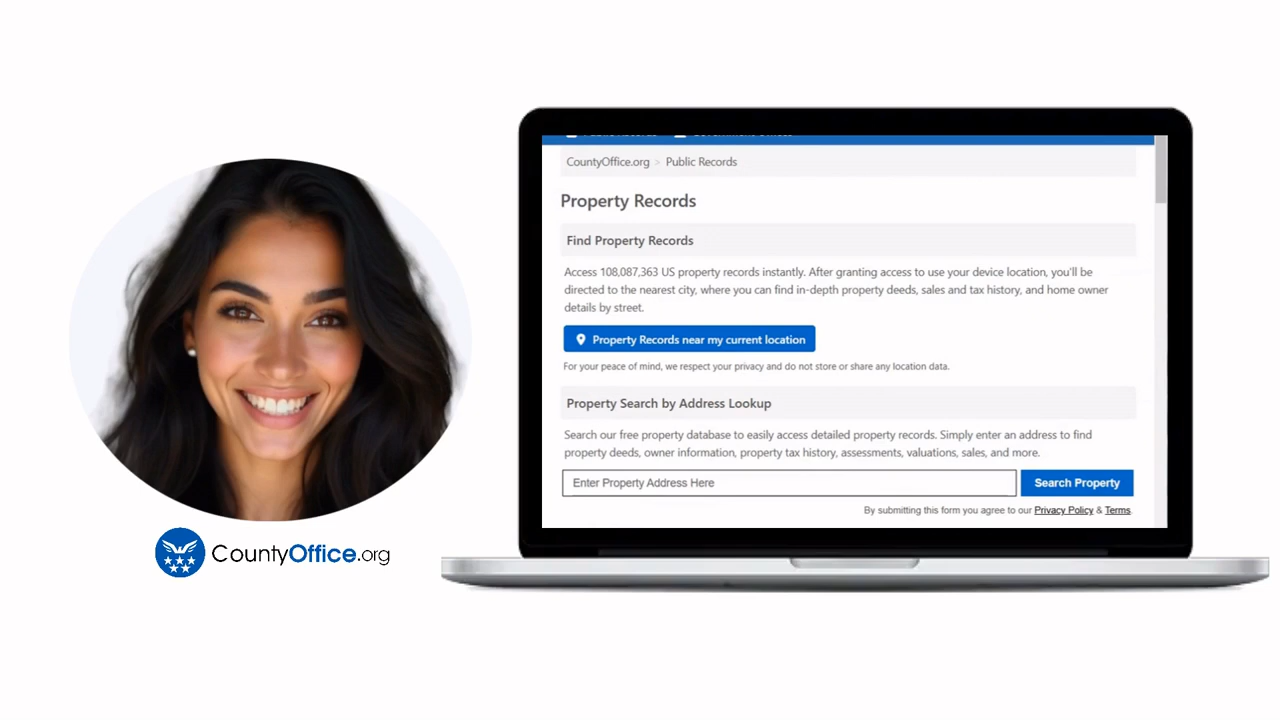 CountyOffice.org
CountyOffice.org > Public Records
Property Records
Find Property Records
Access 108,087,363 US property records instantly. After granting access to use your device location, you'll be
directed to the nearest city, where you can find in-depth property deeds, sales and tax history, and home owner
details by street.
Property Records near my current location
For your peace of mind, we respect your privacy and do not store or share any location data.
Property Search by Address Lookup
Search our free property database to easily access detailed property records. Simply enter an address to find
property deeds, owner information, property tax history, assessments, valuations, sales, and more.
Enter Property Address Here
Search Property
By submitting this form you agree to our Privacy Policy & Terms.